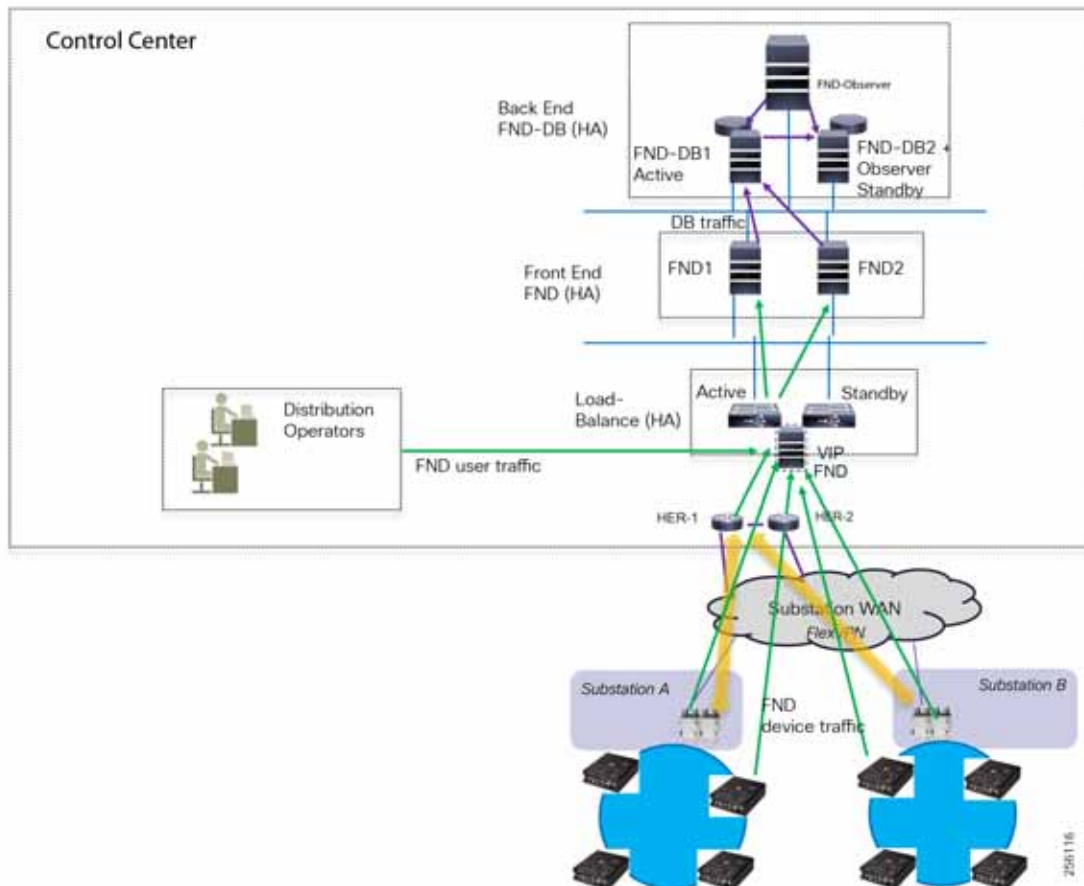 Control Center
FND-Observer
Back End
FND-DB (HA)
FND-DB1
Active
FND-DB2 +
Observer
Standby
DB traffic
FND1
FND2
Front End
FND (HA)
Active
Standby
Load-
Balance (HA)
Distribution
Operators
VIP
FND
FND user traffic
HER-1
HER-2
Substation WAN
FlexVPN
Substation A
Substation B
FND
device traffic
256116